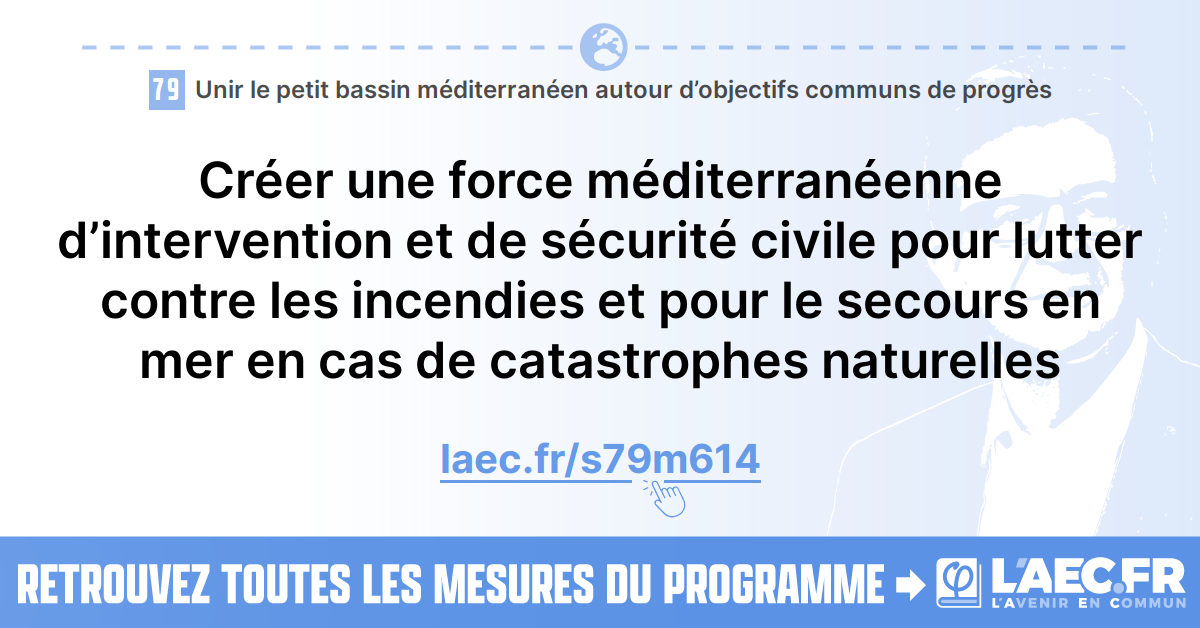 79 Unir le petit bassin méditerranéen autour d’objectifs communs de progrès
Créer une force méditerranéenne
d’intervention et de sécurité civile pour lutter
contre les incendies et pour le secours en
mer en cas de catastrophes naturelles
laec.fr/s79m614
RETROUVEZ TOUTES LES MESURES DU PROGRAMME
φ L'AEC.FR
L'AVENIR EN COMMUN